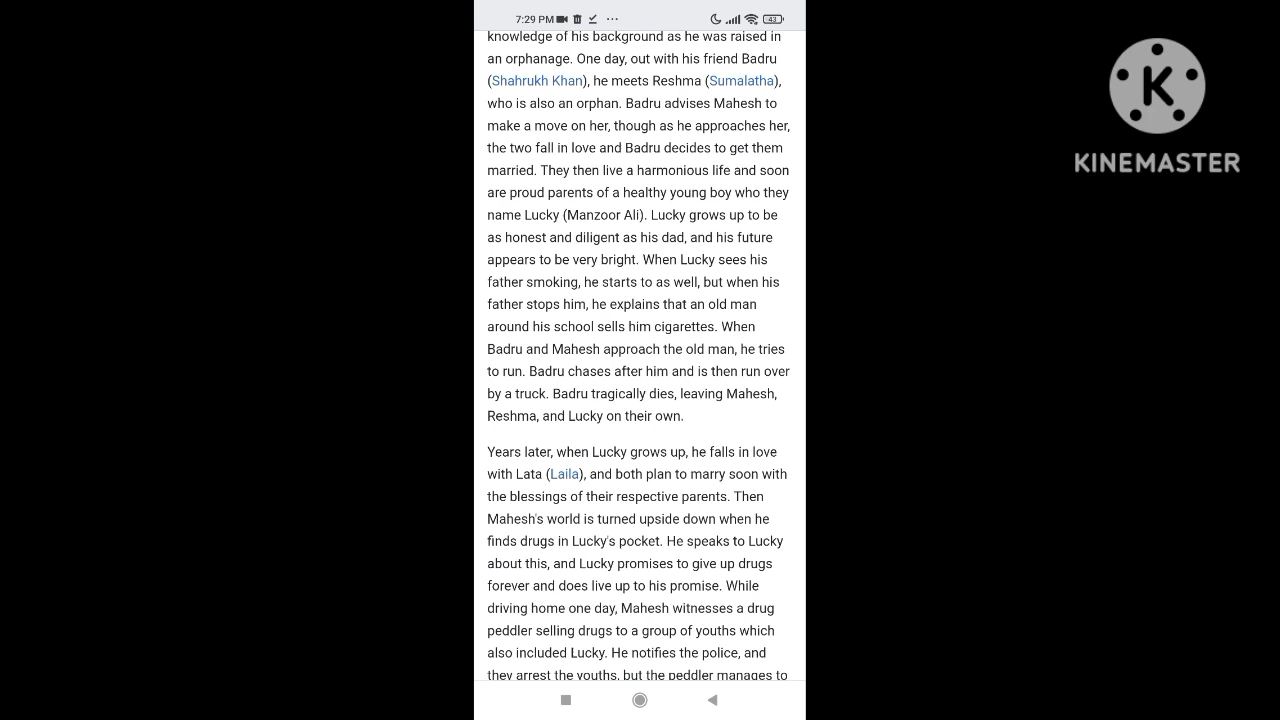 7:29 PM ... 43
knowledge of his background as he was raised in
an orphanage. One day, out with his friend Badru
(Shahrukh Khan), he meets Reshma (Sumalatha),
who is also an orphan. Badru advises Mahesh to
make a move on her, though as he approaches her,
the two fall in love and Badru decides to get them
married. They then live a harmonious life and soon
are proud parents of a healthy young boy who they
name Lucky (Manzoor Ali). Lucky grows up to be
as honest and diligent as his dad, and his future
appears to be very bright. When Lucky sees his
father smoking, he starts to as well, but when his
father stops him, he explains that an old man
around his school sells him cigarettes. When
Badru and Mahesh approach the old man, he tries
to run. Badru chases after him and is then run over
by a truck. Badru tragically dies, leaving Mahesh,
Reshma, and Lucky on their own.
Years later, when Lucky grows up, he falls in love
with Lata (Laila), and both plan to marry soon with
the blessings of their respective parents. Then
Mahesh's world is turned upside down when he
finds drugs in Lucky's pocket. He speaks to Lucky
about this, and Lucky promises to give up drugs
forever and does live up to his promise. While
driving home one day, Mahesh witnesses a drug
peddler selling drugs to a group of youths which
also included Lucky. He notifies the police, and
they arrest the youths, but the peddler manages to
K
KINEMASTER